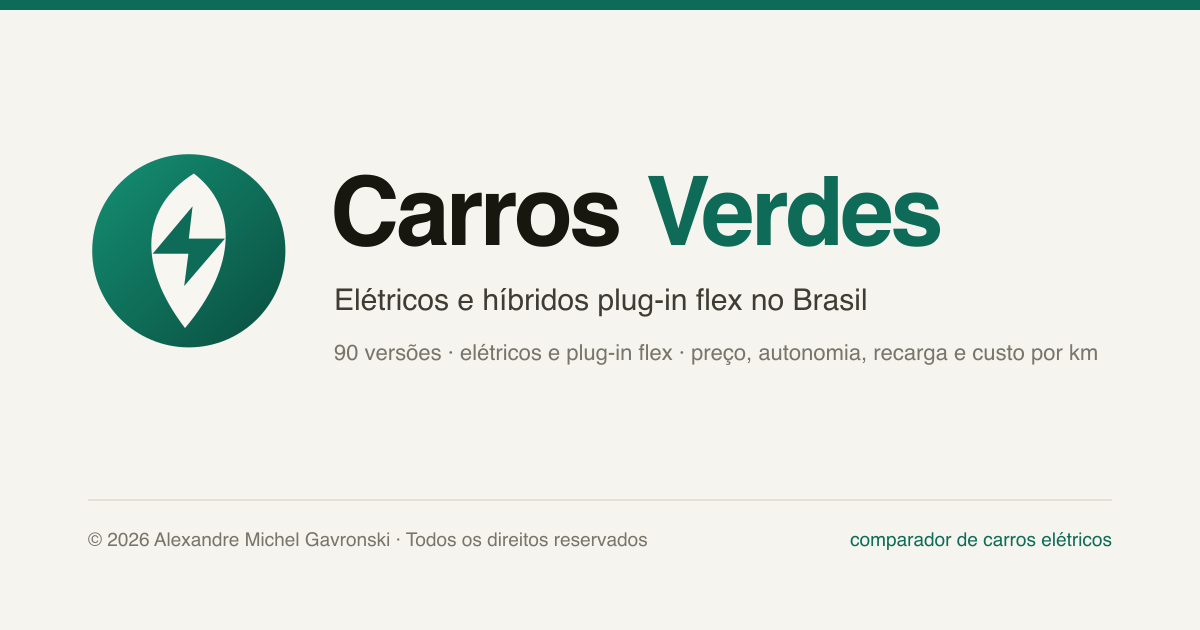 Carros Verdes
Elétricos e híbridos plug-in flex no Brasil
90 versões · elétricos e plug-in flex · preço, autonomia, recarga e custo por km
© 2026 Alexandre Michel Gavronski · Todos os direitos reservados
comparador de carros elétricos